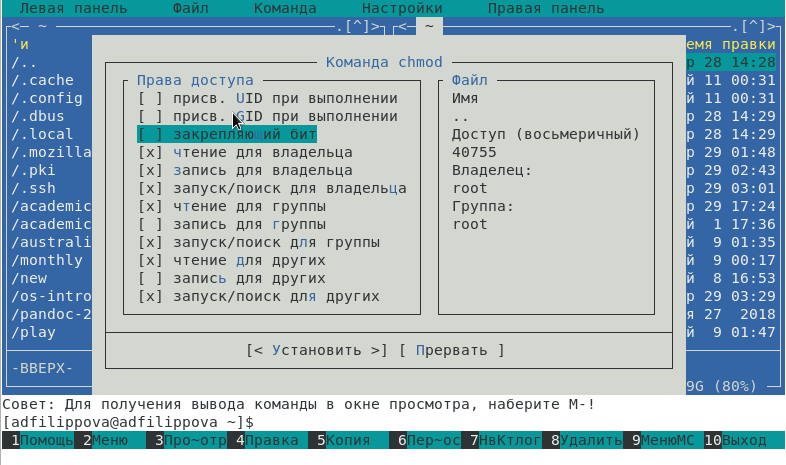 Левая панель Файл Команда Настройки Правая панель
<─ ~ .[^]> <─ ~ .[^]>
'и емя правки
/.. р 28 14:28
Команда chmod
/.cache Права доступа Файл й 11 00:31
/.config [ ] присв. UID при выполнении Имя й 11 00:31
/.dbus [ ] присв. GID при выполнении .. р 28 14:29
/.local [ ] закрепляющий бит Доступ (восьмеричный) р 28 14:29
/.mozilla [x] чтение для владельца 40755 р 29 01:48
/.pki [x] запись для владельца Владелец: р 29 02:43
/.ssh [x] запуск/поиск для владельца root р 29 03:01
/academic [x] чтение для группы Группа: р 29 17:24
/academic [ ] запись для группы root й 1 17:36
/australi [x] запуск/поиск для группы й 9 01:35
/monthly [x] чтение для других й 9 00:17
/new [ ] запись для других й 8 16:53
/os-intro [x] запуск/поиск для других р 29 03:29
/pandoc-2 я 27 2018
/play й 9 01:47
[< Установить >] [ Прервать ]
-ВВЕРХ-
9G (80%)
Совет: Для получения вывода команды в окне просмотра, наберите M-!
[adfilippova@adfilippova ~]$
1Помощь 2Меню 3Про~отр 4Правка 5Копия 6Пер~ос 7НвКтлог 8Удалить 9МенюМС 10Выход